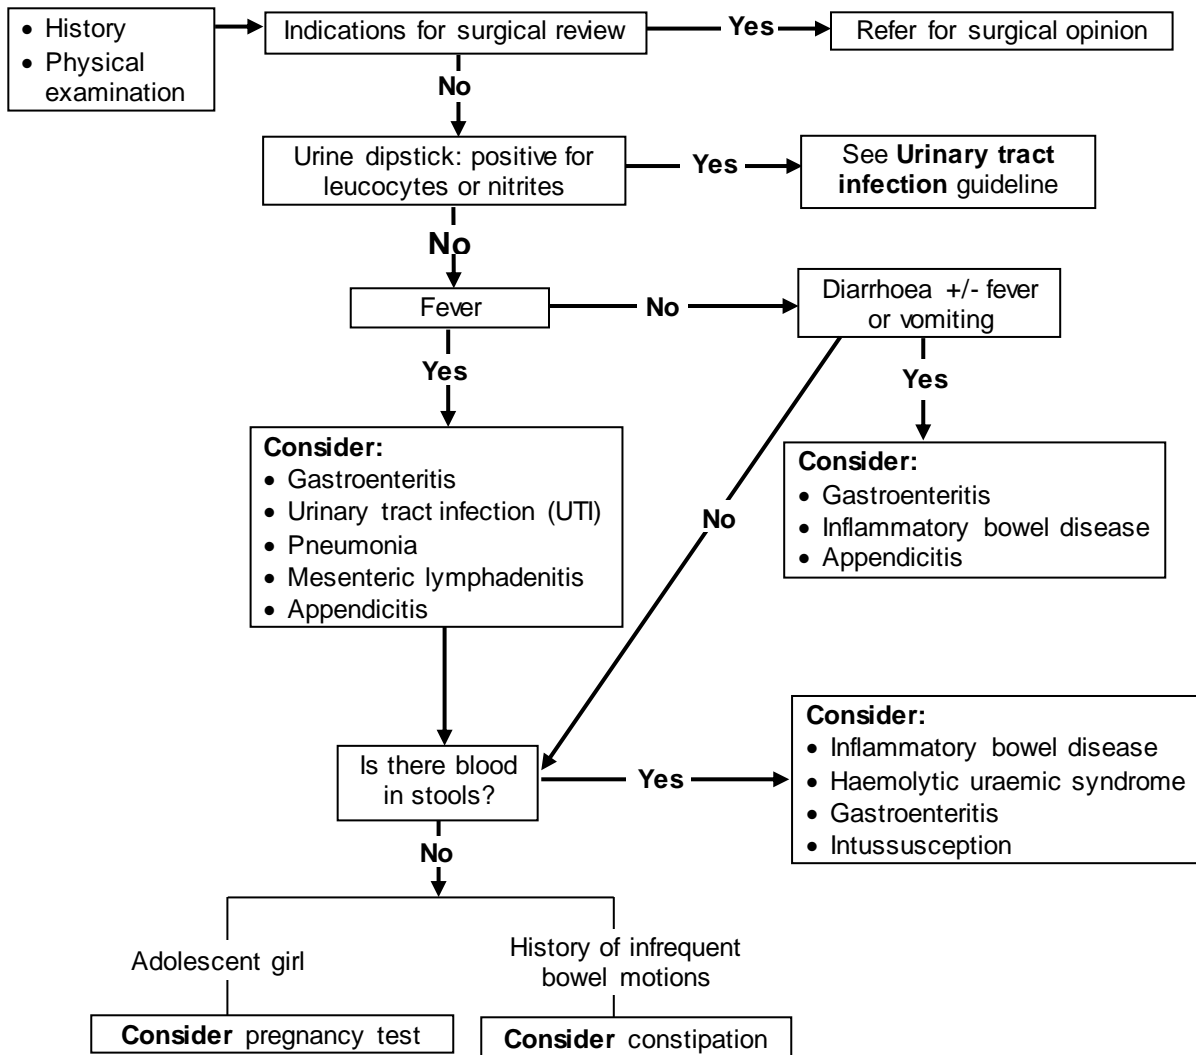 • History
• Physical
examination
Indications for surgical review
Yes
Refer for surgical opinion
No
Urine dipstick: positive for
leucocytes or nitrites
Yes
See Urinary tract
infection guideline
No
Fever
No
Diarrhoea +/- fever
or vomiting
Yes
Yes
Consider:
• Gastroenteritis
• Urinary tract infection (UTI)
• Pneumonia
• Mesenteric lymphadenitis
• Appendicitis
Consider:
• Gastroenteritis
• Inflammatory bowel disease
• Appendicitis
No
Is there blood
in stools?
Yes
Consider:
• Inflammatory bowel disease
• Haemolytic uraemic syndrome
• Gastroenteritis
• Intussusception
No
Adolescent girl
History of infrequent
bowel motions
Consider pregnancy test
Consider constipation